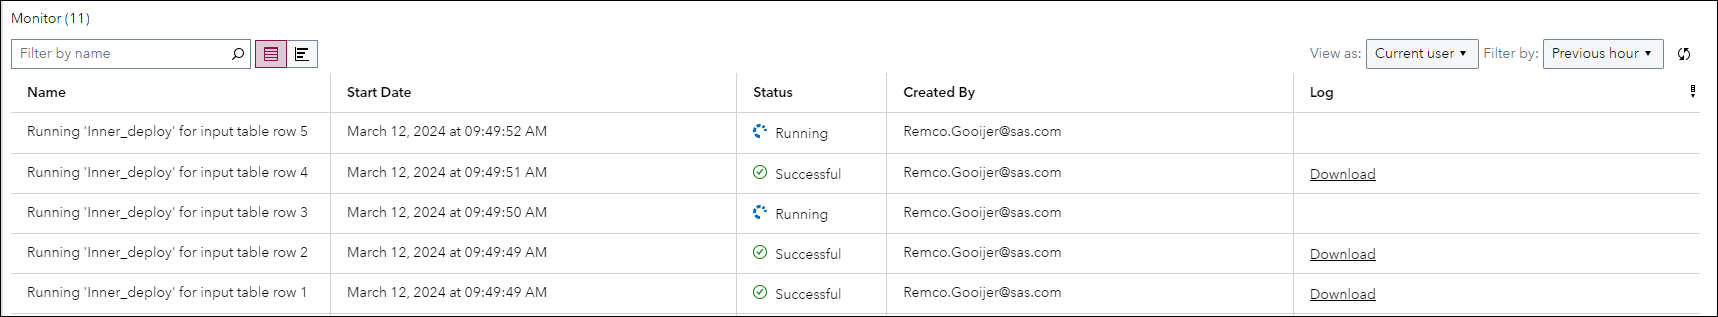 Monitor (11)
Filter by name View as: Current user Filter by: Previous hour
Name Start Date Status Created By Log
Running 'Inner_deploy' for input table row 5 March 12, 2024 at 09:49:52 AM Running Remco.Gooijer@sas.com
Running 'Inner_deploy' for input table row 4 March 12, 2024 at 09:49:51 AM Successful Remco.Gooijer@sas.com Download
Running 'Inner_deploy' for input table row 3 March 12, 2024 at 09:49:50 AM Running Remco.Gooijer@sas.com
Running 'Inner_deploy' for input table row 2 March 12, 2024 at 09:49:49 AM Successful Remco.Gooijer@sas.com Download
Running 'Inner_deploy' for input table row 1 March 12, 2024 at 09:49:49 AM Successful Remco.Gooijer@sas.com Download